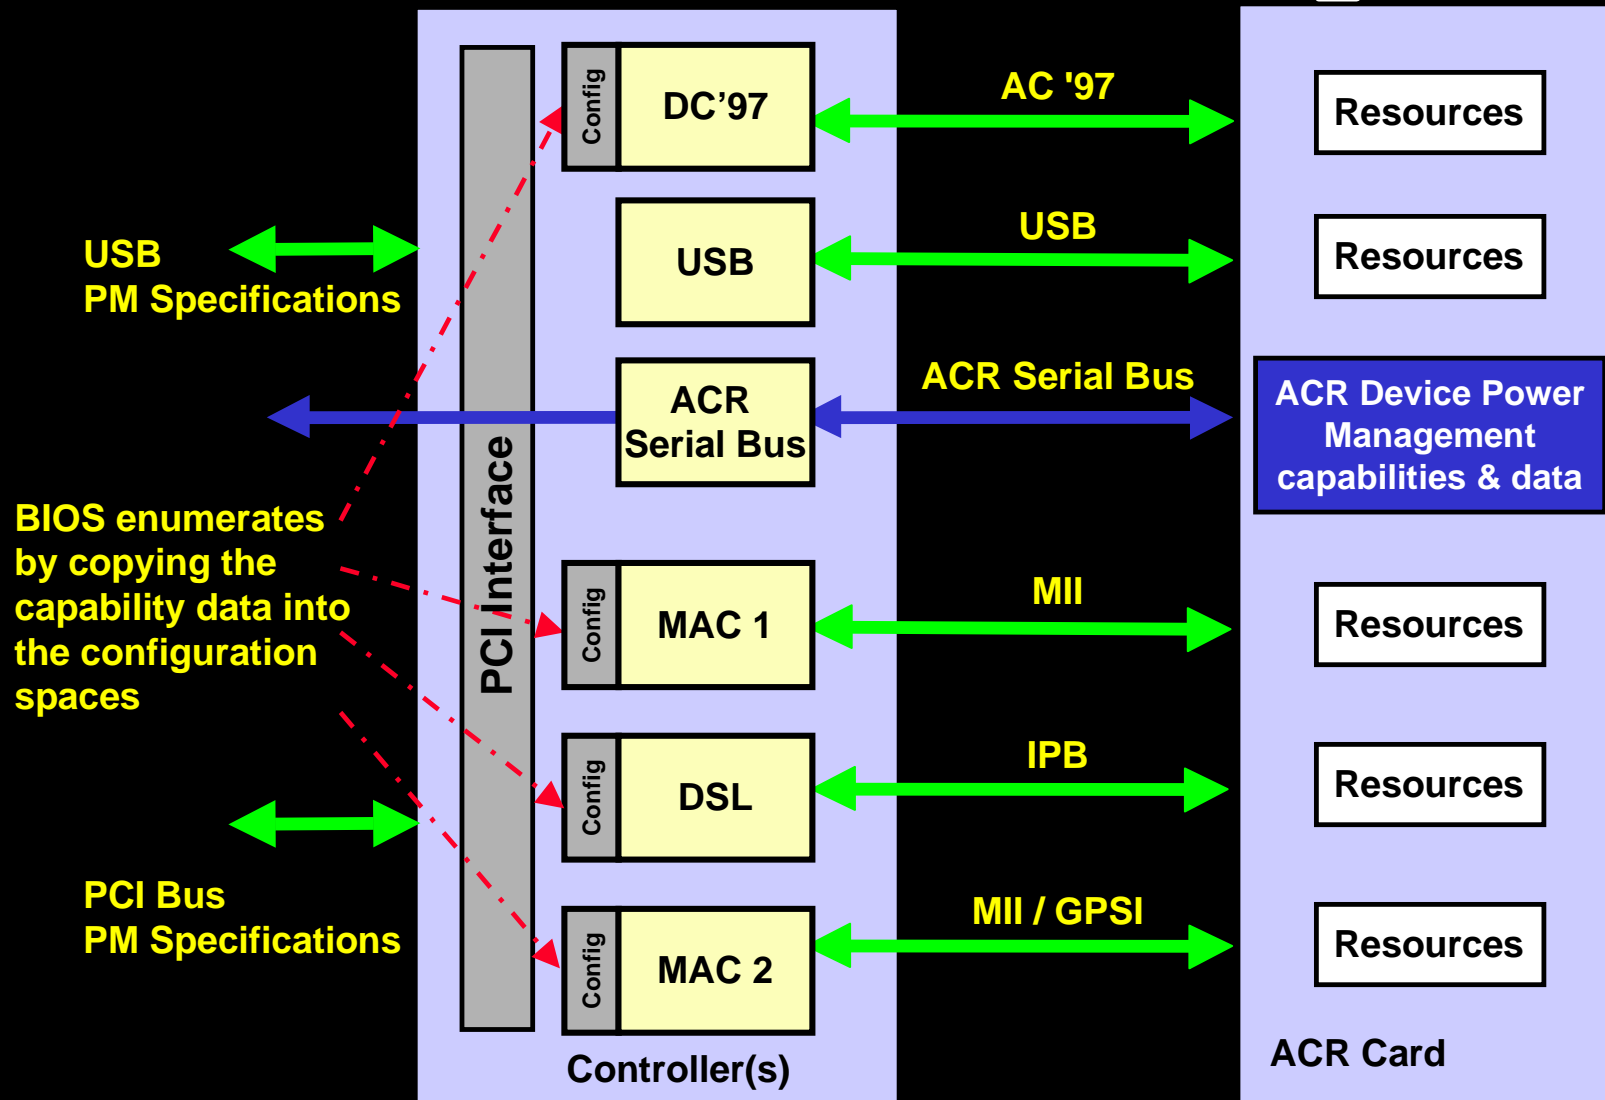 USB
PM Specifications
BIOS enumerates
by copying the
capability data into
the configuration
spaces
PCI Bus
PM Specifications
PCI Interface
Config
DC’97
USB
ACR
Serial Bus
Config
MAC 1
Config
DSL
Config
MAC 2
Controller(s)
AC '97
USB
ACR Serial Bus
MII
IPB
MII / GPSI
Resources
Resources
ACR Device Power
Management
capabilities & data
Resources
Resources
Resources
ACR Card